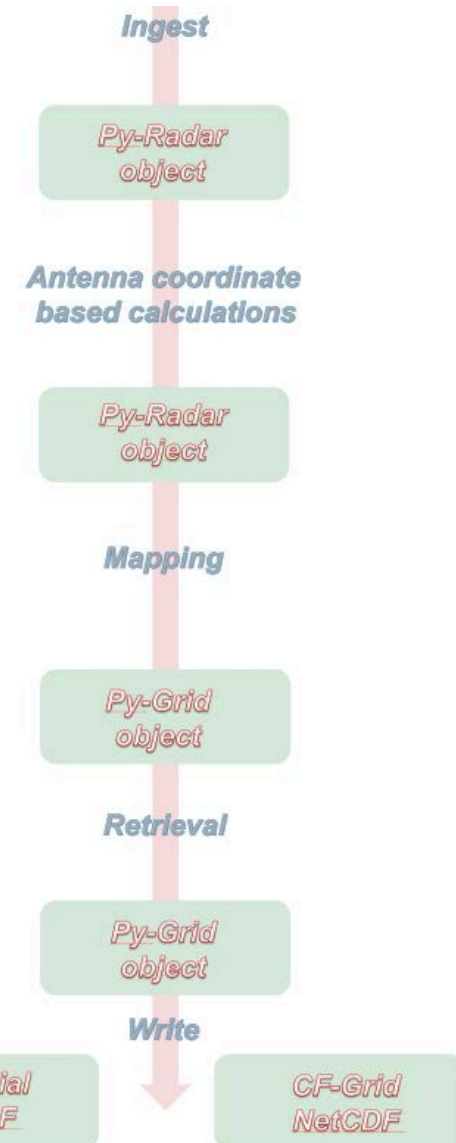 Ingest
Py-Radar
object
Antenna coordinate
based calculations
Py-Radar
object
Mapping
Py-Grid
object
Retrieval
Py-Grid
object
Write
CF-Grid
NetCDF